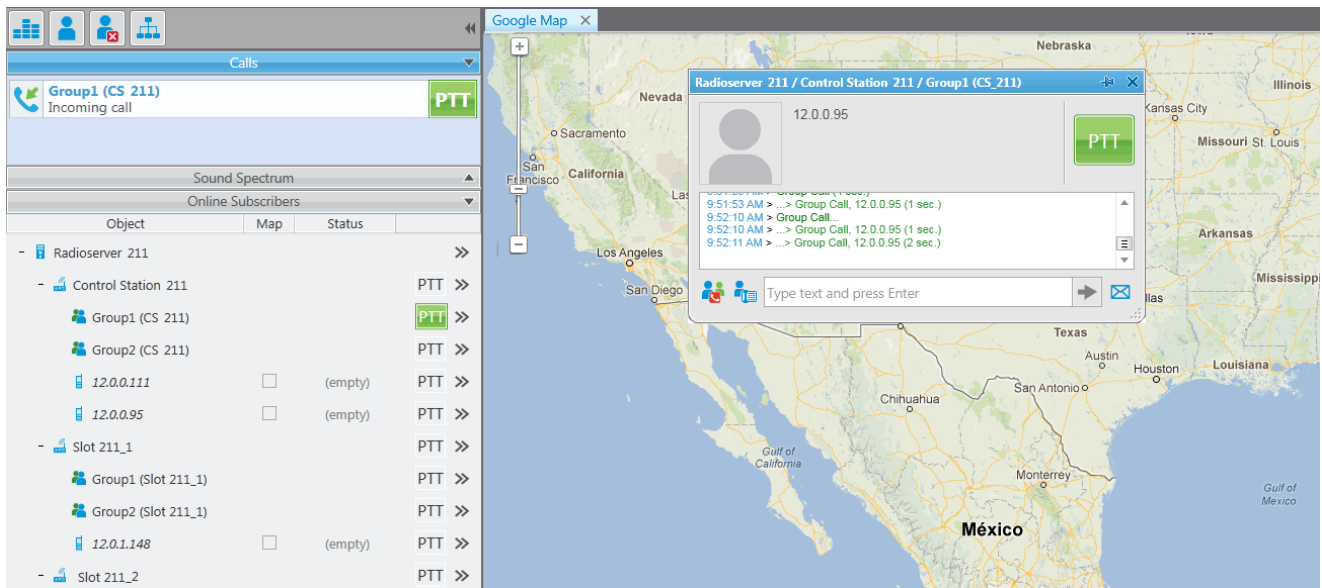 Calls
Group1 (CS 211)
Incoming call
PTT
Sound Spectrum
Online Subscribers
Object Map Status
- Radioserver 211
- Control Station 211 PTT
Group1 (CS 211) PTT
Group2 (CS 211) PTT
12.0.0.111 (empty) PTT
12.0.0.95 (empty) PTT
- Slot 211_1 PTT
Group1 (Slot 211_1) PTT
Group2 (Slot 211_1) PTT
12.0.1.148 (empty) PTT
- Slot 211_2 PTT
Google Map
Radioserver 211 / Control Station 211 / Group1 (CS_211)
12.0.0.95
PTT
9:51:53 AM > ...> Group Call, 12.0.0.95 (1 sec.)
9:52:10 AM > Group Call...
9:52:10 AM > ...> Group Call, 12.0.0.95 (1 sec.)
9:52:11 AM > ...> Group Call, 12.0.0.95 (2 sec.)
Type text and press Enter
Nebraska
Illinois
Nevada
Kansas City
Sacramento
Missouri St. Louis
San
Francisco
California
Las
Arkansas
Los Angeles
Mississippi
San Diego
llas
Texas
Austin
Houston
Louisiana
San Antonio
Chihuahua
Gulf of
California
Monterrey
Gulf of
Mexico
México